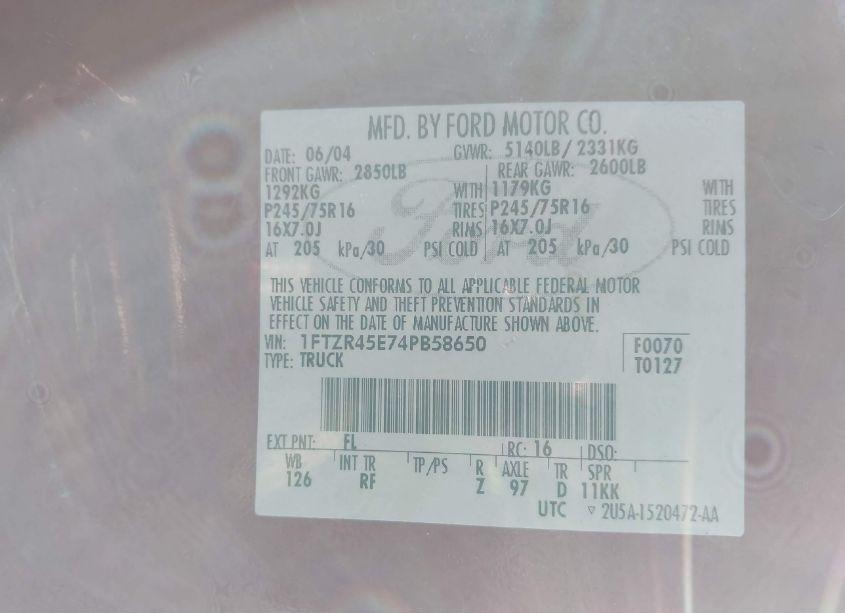 MFD. BY FORD MOTOR CO.
DATE: 06/04 GVWR: 5140LB / 2331KG
FRONT GAWR: 2850LB REAR GAWR: 2600LB
1292KG WITH 1179KG WITH
P245/75R16 TIRES P245/75R16 TIRES
16X7.0J RIMS 16X7.0J RIMS
AT 205 kPa/30 PSI COLD AT 205 kPa/30 PSI COLD
Ford
THIS VEHICLE CONFORMS TO ALL APPLICABLE FEDERAL MOTOR
VEHICLE SAFETY AND THEFT PREVENTION STANDARDS IN
EFFECT ON THE DATE OF MANUFACTURE SHOWN ABOVE.
VIN: 1FTZR45E74PB58650 F0070
TYPE: TRUCK T0127
EXT PNT: FL RC: 16 DSO:
WB INT TR TP/PS R AXLE TR SPR
126 RF Z 97 D 11KK
UTC ▽ 2U5A-1520472-AA